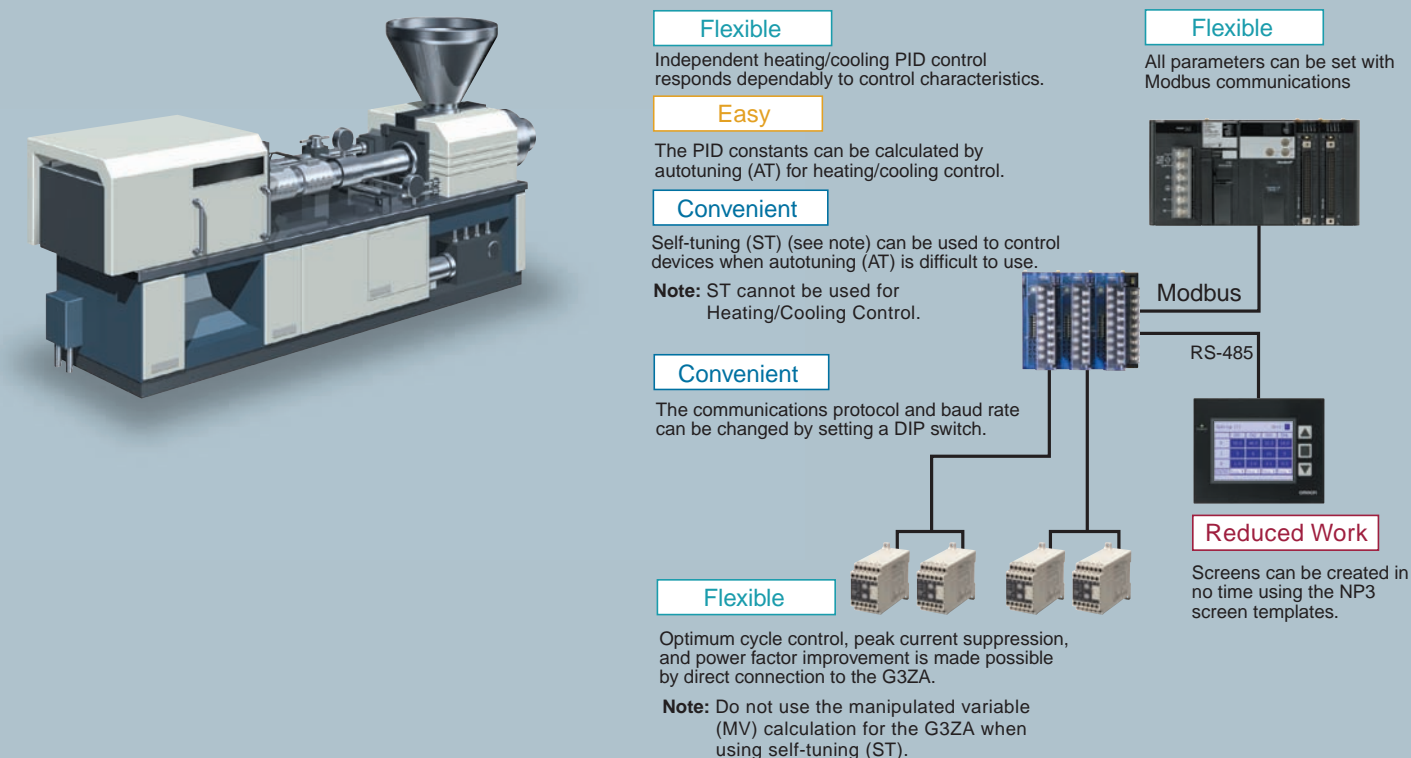 Flexible
Independent heating/cooling PID control
responds dependably to control characteristics.
Easy
The PID constants can be calculated by
autotuning (AT) for heating/cooling control.
Convenient
Self-tuning (ST) (see note) can be used to control
devices when autotuning (AT) is difficult to use.
Note: ST cannot be used for
Heating/Cooling Control.
Convenient
The communications protocol and baud rate
can be changed by setting a DIP switch.
Flexible
Optimum cycle control, peak current suppression,
and power factor improvement is made possible
by direct connection to the G3ZA.
Note: Do not use the manipulated variable
(MV) calculation for the G3ZA when
using self-tuning (ST).
Flexible
All parameters can be set with
Modbus communications
Modbus
RS-485
OMRON
Reduced Work
Screens can be created in
no time using the NP3
screen templates.